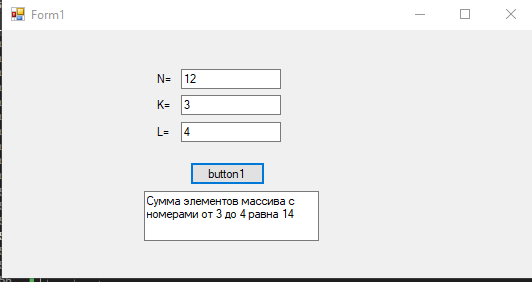 Form1
N= 12
K= 3
L= 4
button1
Сумма элементов массива с
номерами от 3 до 4 равна 14